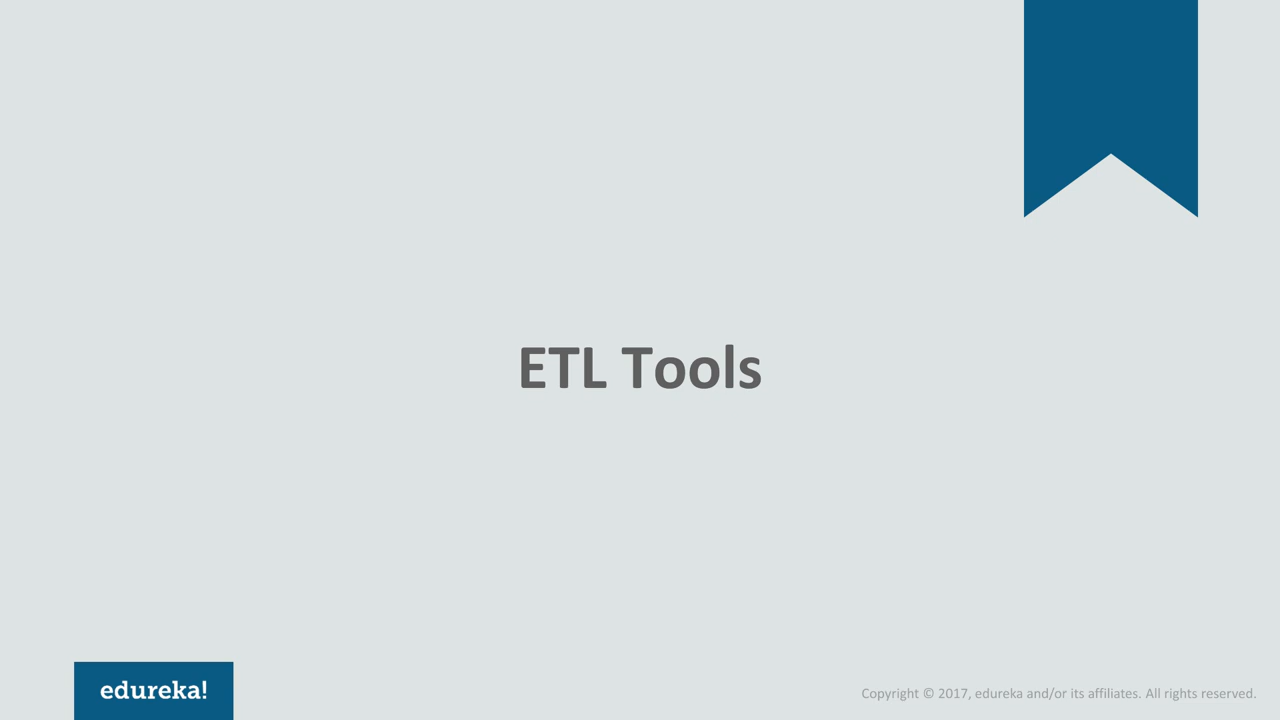 ETL Tools
edureka!
Copyright © 2017, edureka and/or its affiliates. All rights reserved.